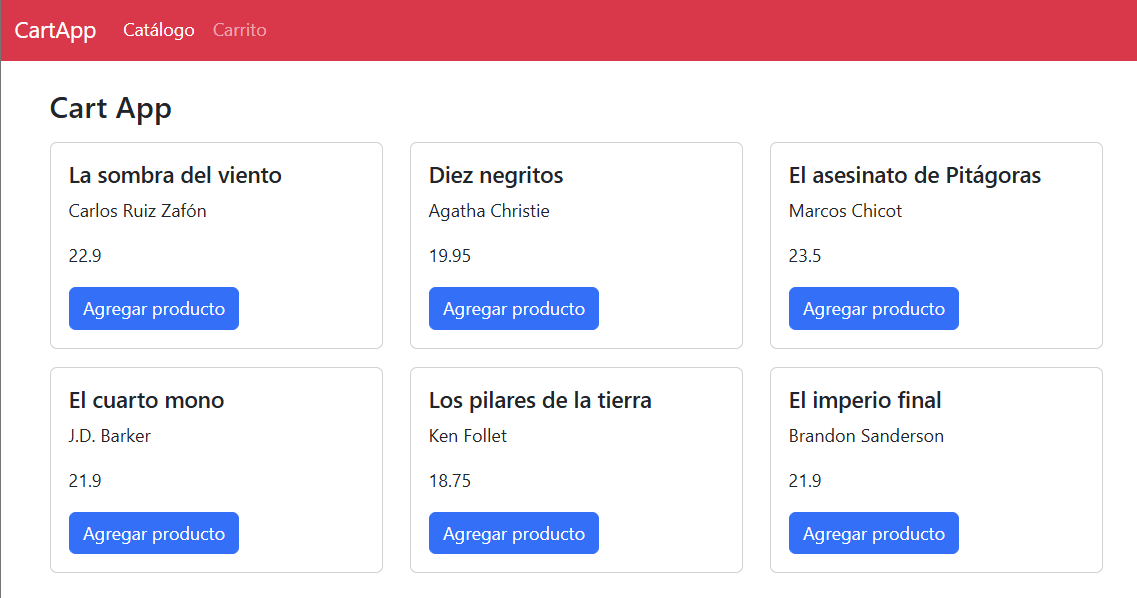 CartApp Catálogo Carrito
Cart App
La sombra del viento
Carlos Ruiz Zafón
22.9
Agregar producto
Diez negritos
Agatha Christie
19.95
Agregar producto
El asesinato de Pitágoras
Marcos Chicot
23.5
Agregar producto
El cuarto mono
J.D. Barker
21.9
Agregar producto
Los pilares de la tierra
Ken Follet
18.75
Agregar producto
El imperio final
Brandon Sanderson
21.9
Agregar producto